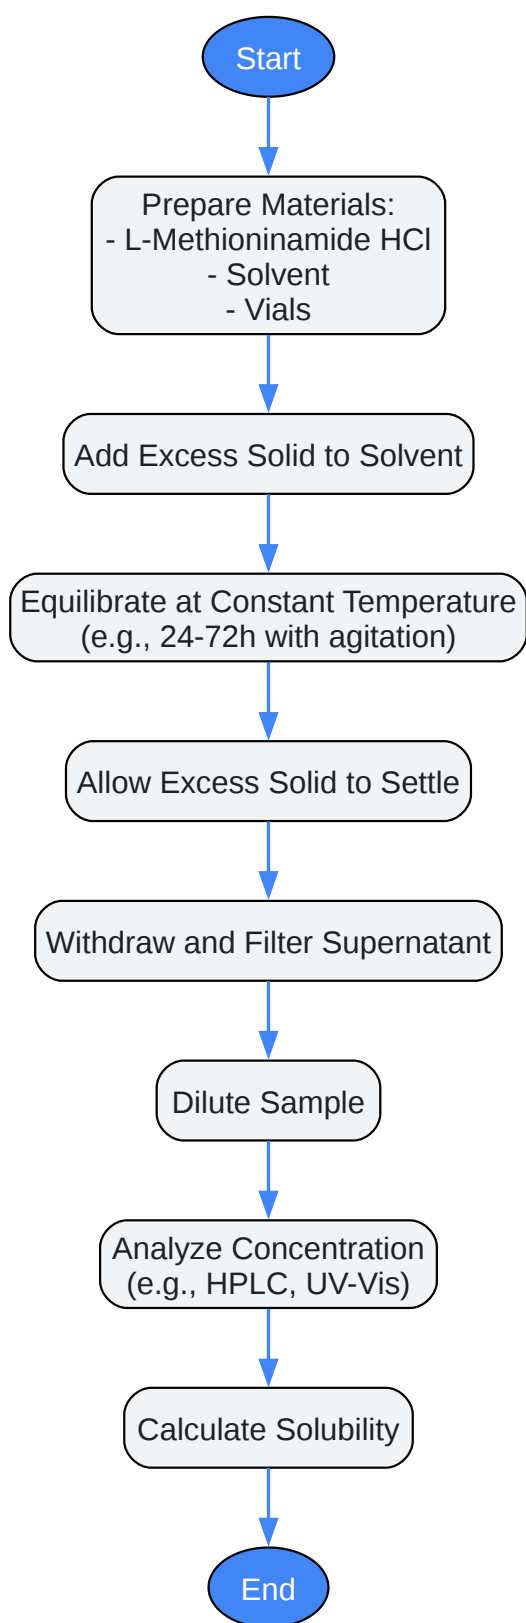 Start
Prepare Materials:
- L-Methioninamide HCl
- Solvent
- Vials
Add Excess Solid to Solvent
Equilibrate at Constant Temperature
(e.g., 24-72h with agitation)
Allow Excess Solid to Settle
Withdraw and Filter Supernatant
Dilute Sample
Analyze Concentration
(e.g., HPLC, UV-Vis)
Calculate Solubility
End